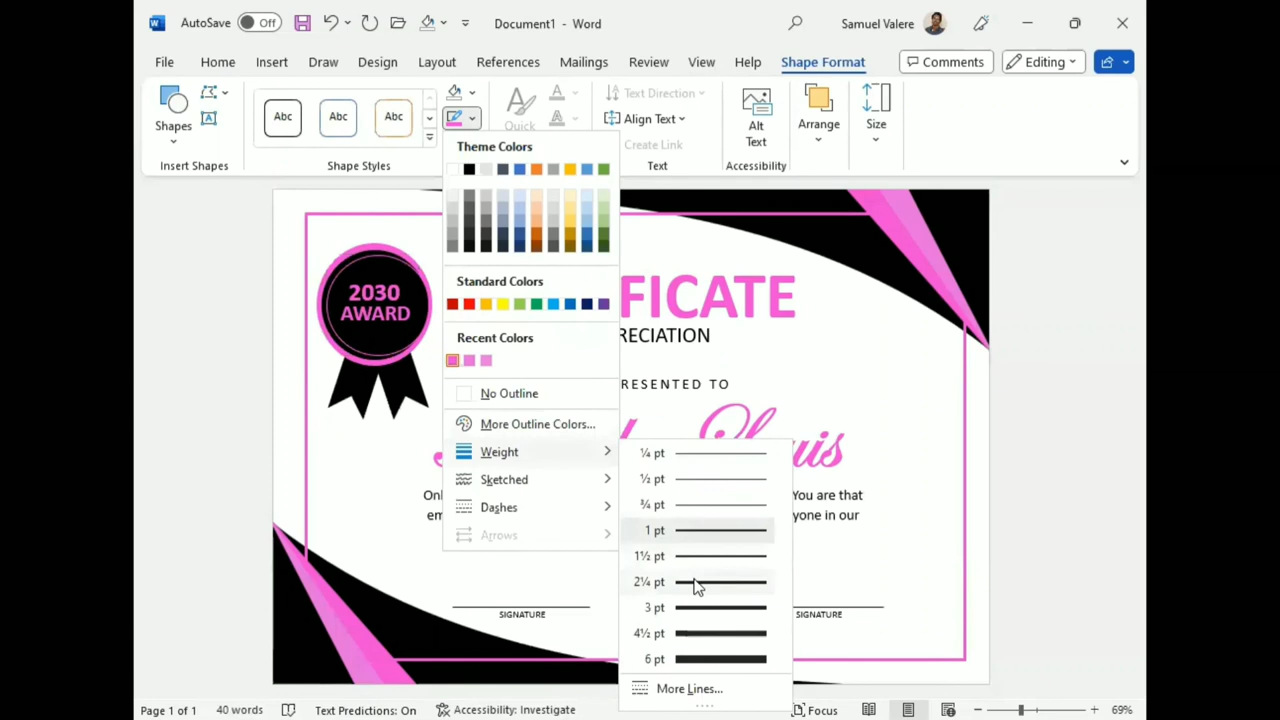 AutoSave Off Document1 - Word Samuel Valere
File Home Insert Draw Design Layout References Mailings Review View Help Shape Format Comments Editing
Shapes
Abc Abc Abc
Quick
Text Direction
Align Text
Create Link
Alt
Text
Arrange
Size
Insert Shapes Shape Styles Text Accessibility
Theme Colors
Standard Colors
Recent Colors
No Outline
More Outline Colors...
Weight
Sketched
Dashes
Arrows
¼ pt
½ pt
¾ pt
1 pt
1½ pt
2¼ pt
3 pt
4½ pt
6 pt
More Lines...
2030
AWARD
FICATE
RECIATION
RESENTED TO
uis
You are that
yone in our
SIGNATURE SIGNATURE
Page 1 of 1 40 words Text Predictions: On Accessibility: Investigate Focus 69%